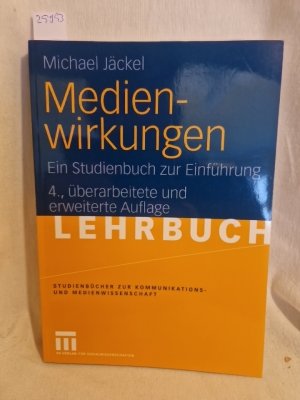 Michael Jäckel
Medien-
wirkungen
Ein Studienbuch zur Einführung
4., überarbeitete und
erweiterte Auflage
LEHRBUCH
STUDIENBÜCHER ZUR KOMMUNIKATIONS-
UND MEDIENWISSENSCHAFT
VS VERLAG FÜR SOZIALWISSENSCHAFTEN